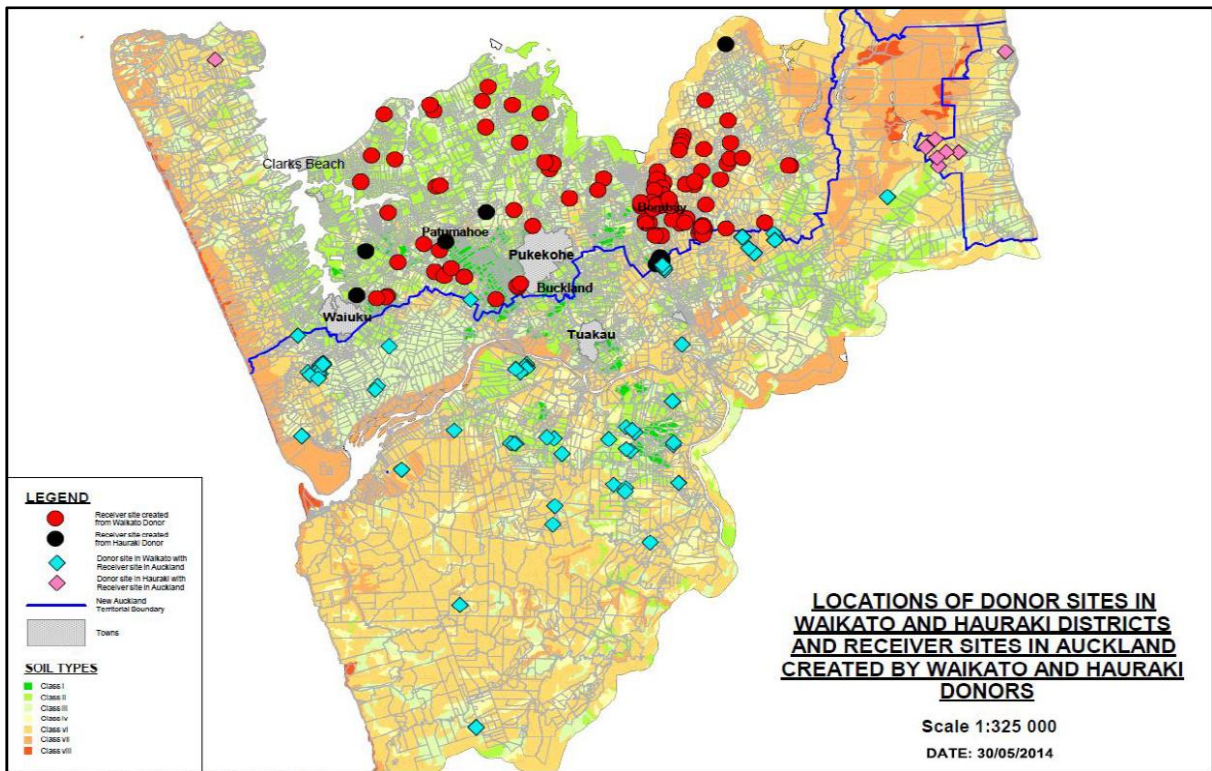 Clarks Beach
Bombay
Patumahoe
Pukekohe
Buckland
Waiuku
Tuakau
LEGEND
Receiver site created
from Waikato Donor
Receiver site created
from Hauraki Donor
Donor site in Waikato with
Receiver site in Auckland
Donor site in Hauraki with
Receiver site in Auckland
New Auckland
Territorial Boundary
Towns
SOIL TYPES
Class I
Class II
Class III
Class Iv
Class vI
Class vII
Class vIII
LOCATIONS OF DONOR SITES IN
WAIKATO AND HAURAKI DISTRICTS
AND RECEIVER SITES IN AUCKLAND
CREATED BY WAIKATO AND HAURAKI
DONORS
Scale 1:325 000
DATE: 30/05/2014